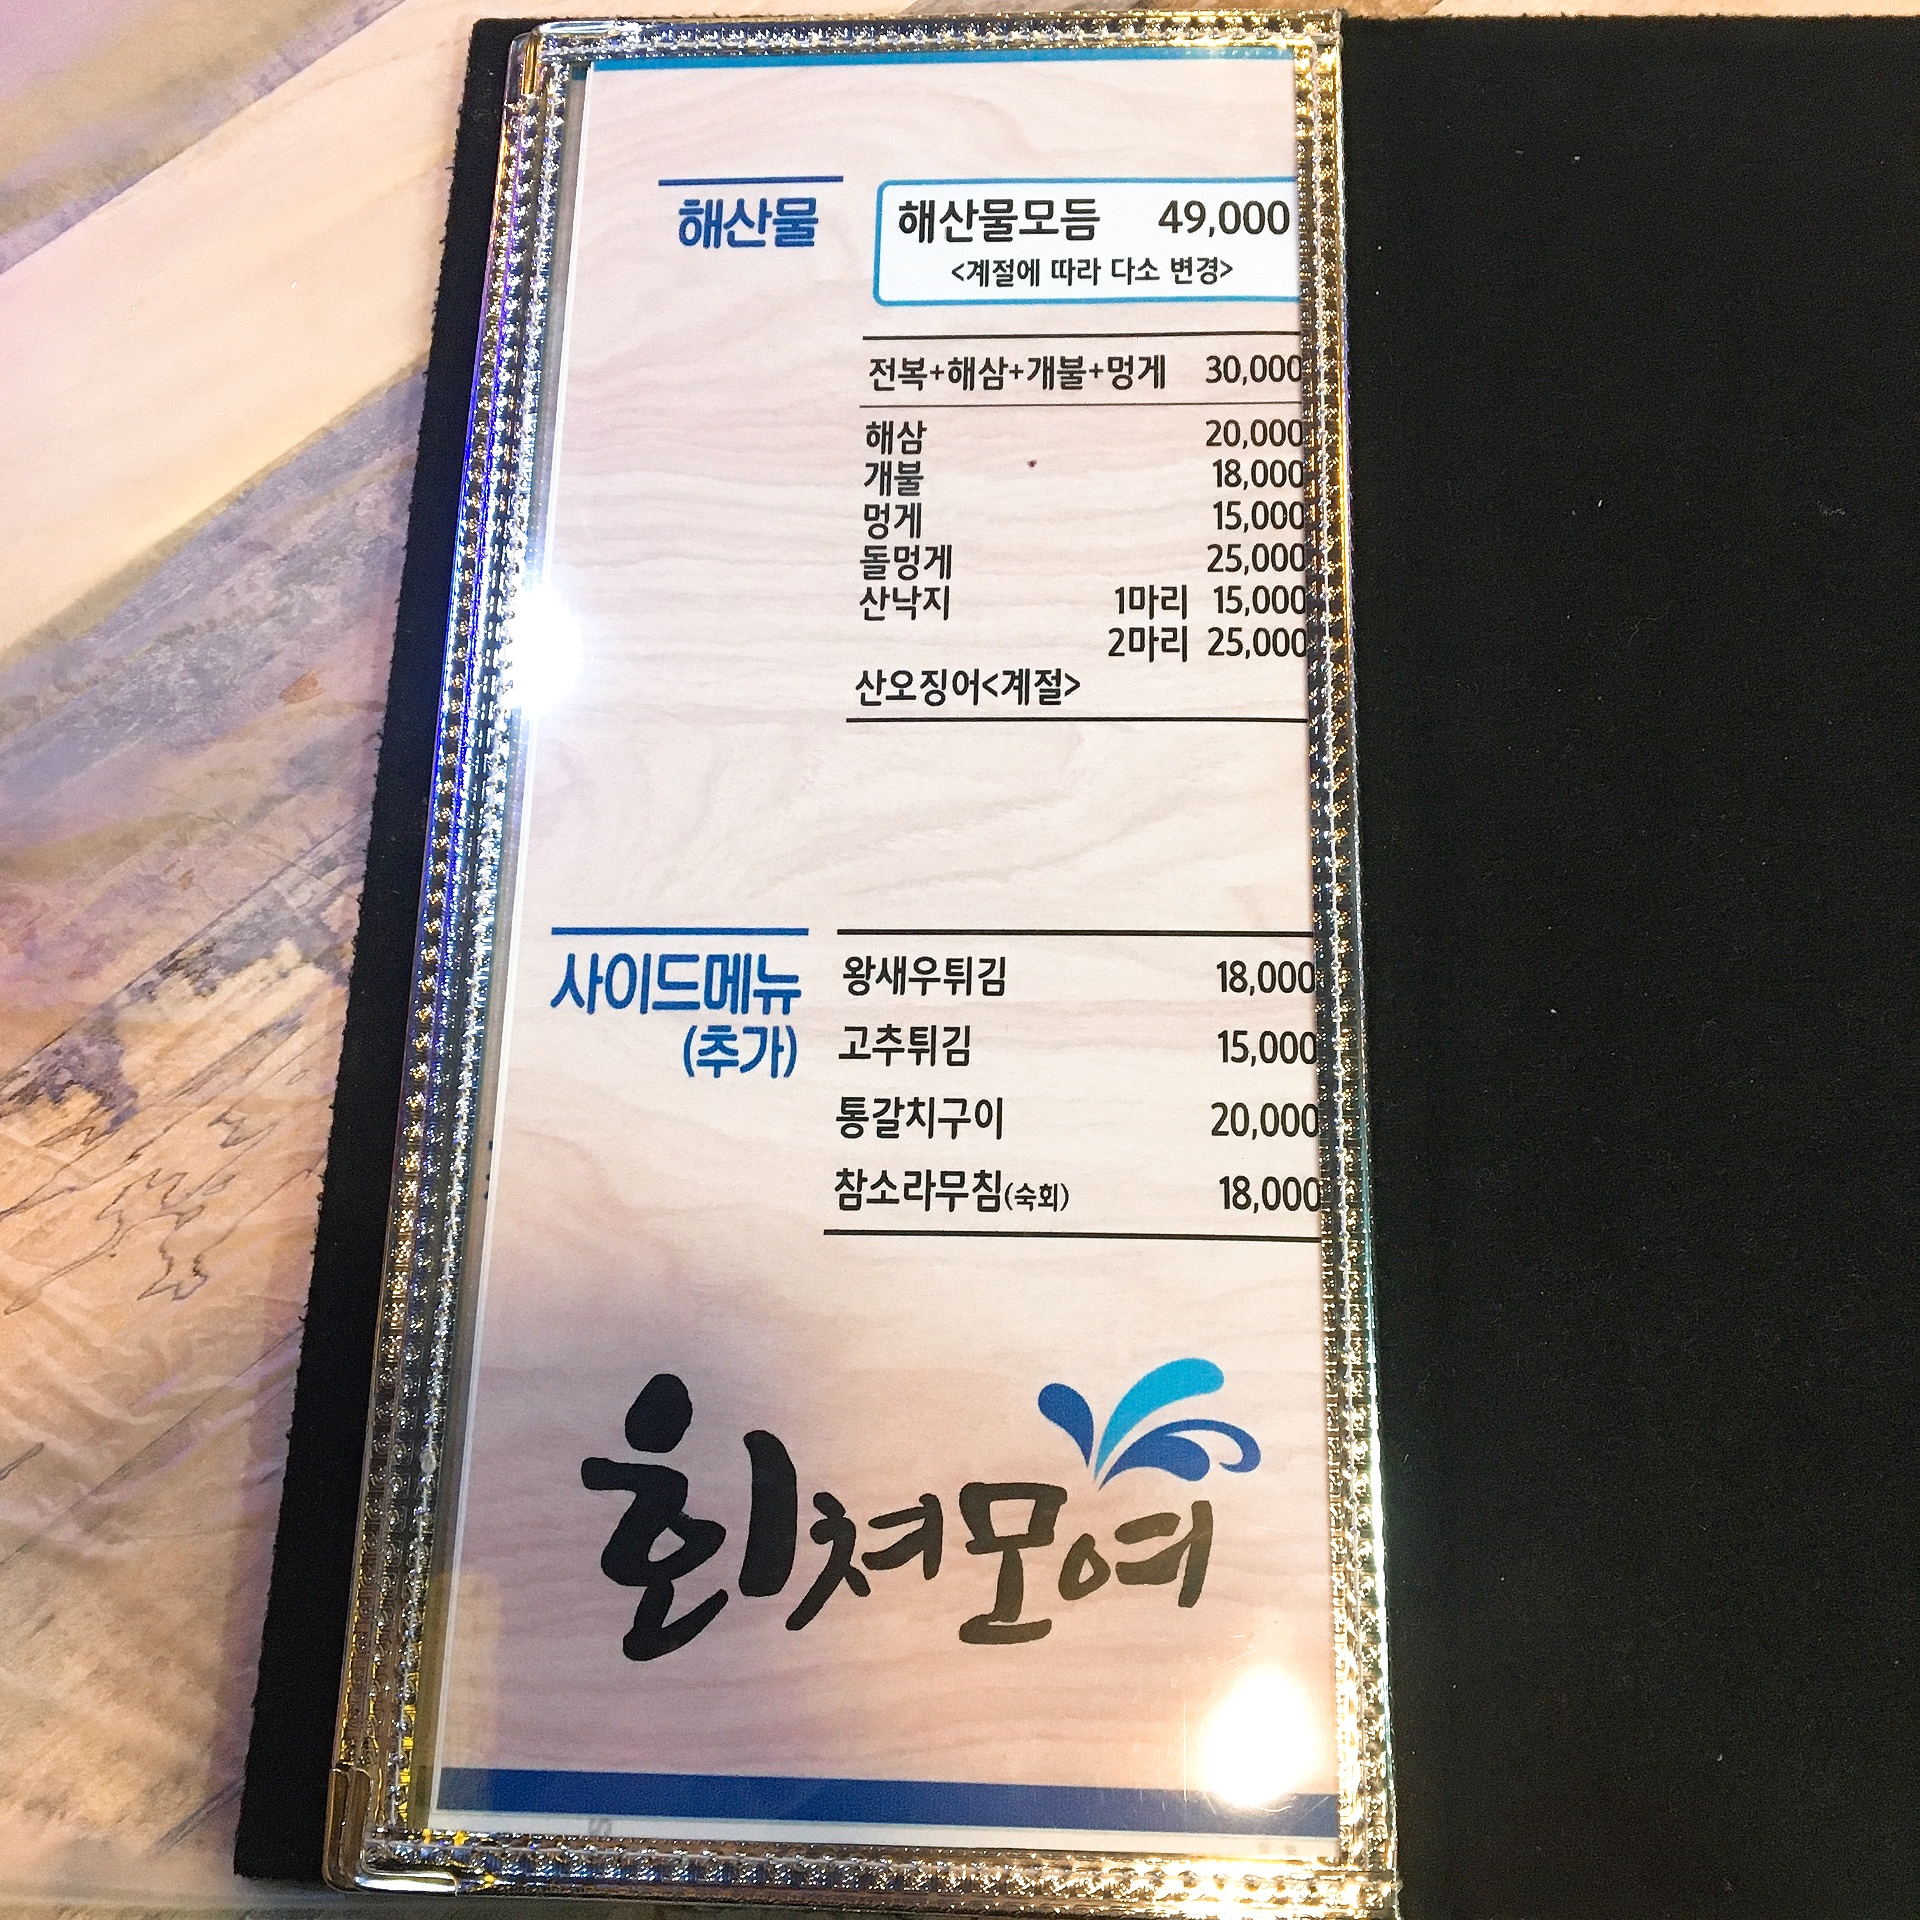 해산물
해산물모듬 49,000
<계절에 따라 다소 변경>
전복+해삼+개불+멍게 30,000
해삼 20,000
개불 18,000
멍게 15,000
돌멍게 25,000
산낙지 1마리 15,000
2마리 25,000
산오징어<계절>
사이드메뉴
(추가)
왕새우튀김 18,000
고추튀김 15,000
통갈치구이 20,000
참소라무침(숙회) 18,000
회쳐모여